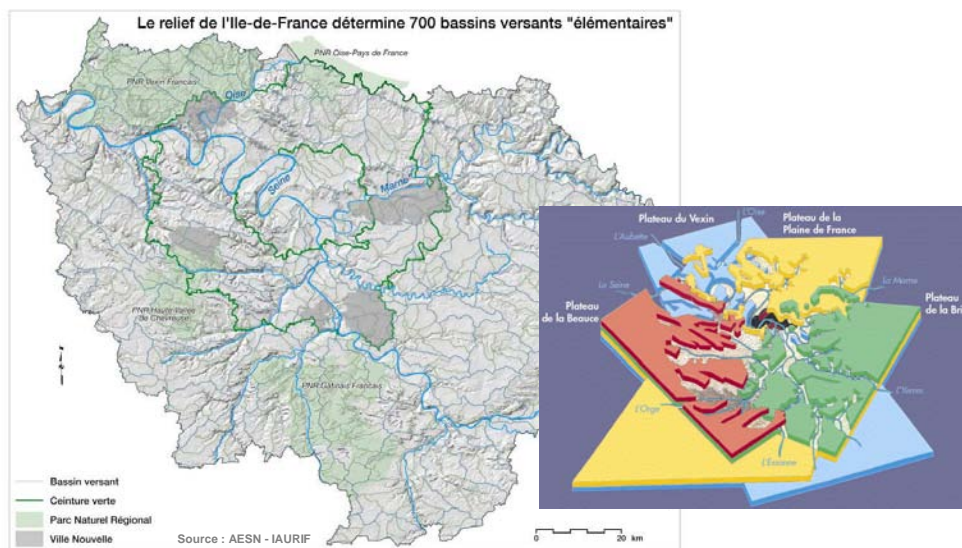 Le relief de l'Ile-de-France détermine 700 bassins versants "élémentaires"
PNR Oise-Pays de France
PNR Vexin Français
Oise
Seine
Marne
PNR Haute Vallée
de Chevreuse
PNR Gâtinais Français
Bassin versant
Ceinture verte
Parc Naturel Régional
Ville Nouvelle
Source : AESN - IAURIF
0 20 km
Plateau du Vexin
L'Oise
Plateau de la
Plaine de France
L'Aubette
La Seine
La Marne
Plateau
de la Beauce
Plateau
de la Bri
L'Yerres
L'Orge
L'Essonne